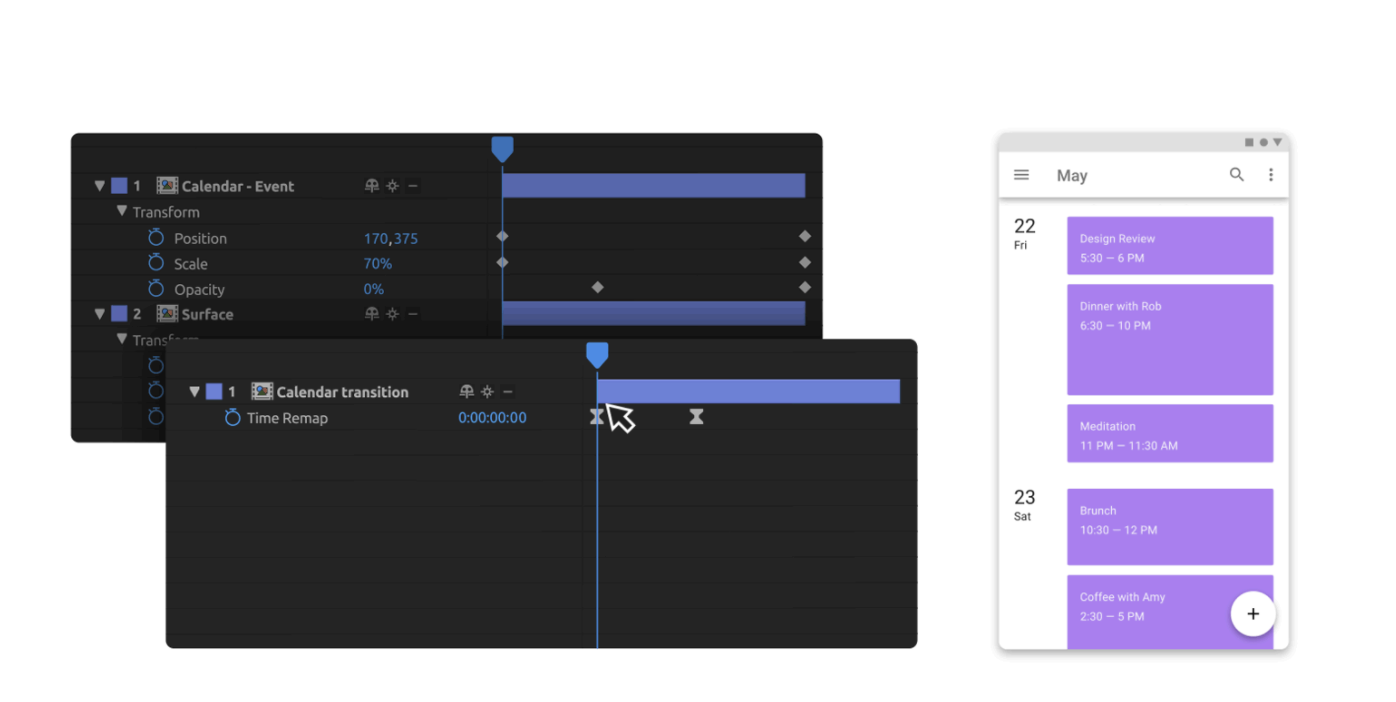 1 Calendar - Event
Transform
Position 170,375
Scale 70%
Opacity 0%
2 Surface
Transform
1 Calendar transition
Time Remap 0:00:00:00
May
22
Fri
Design Review
5:30 — 6 PM
Dinner with Rob
6:30 — 10 PM
Meditation
11 PM — 11:30 AM
23
Sat
Brunch
10:30 — 12 PM
Coffee with Amy
2:30 — 5 PM
+